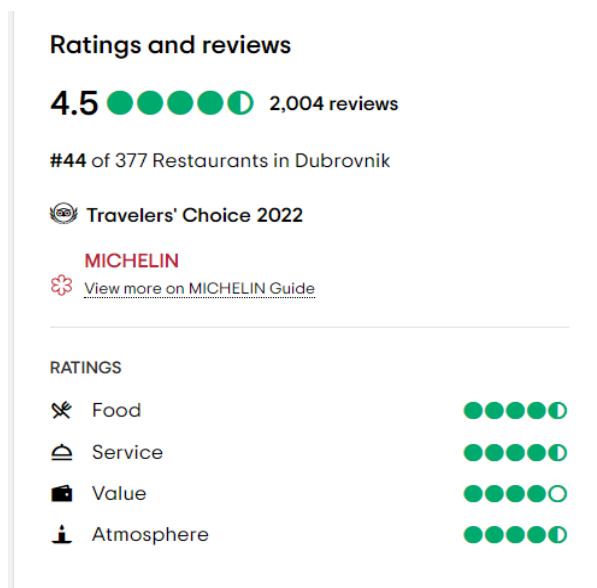 Ratings and reviews
4.5 2,004 reviews
#44 of 377 Restaurants in Dubrovnik
Travelers' Choice 2022
MICHELIN
View more on MICHELIN Guide
RATINGS
Food
Service
Value
Atmosphere